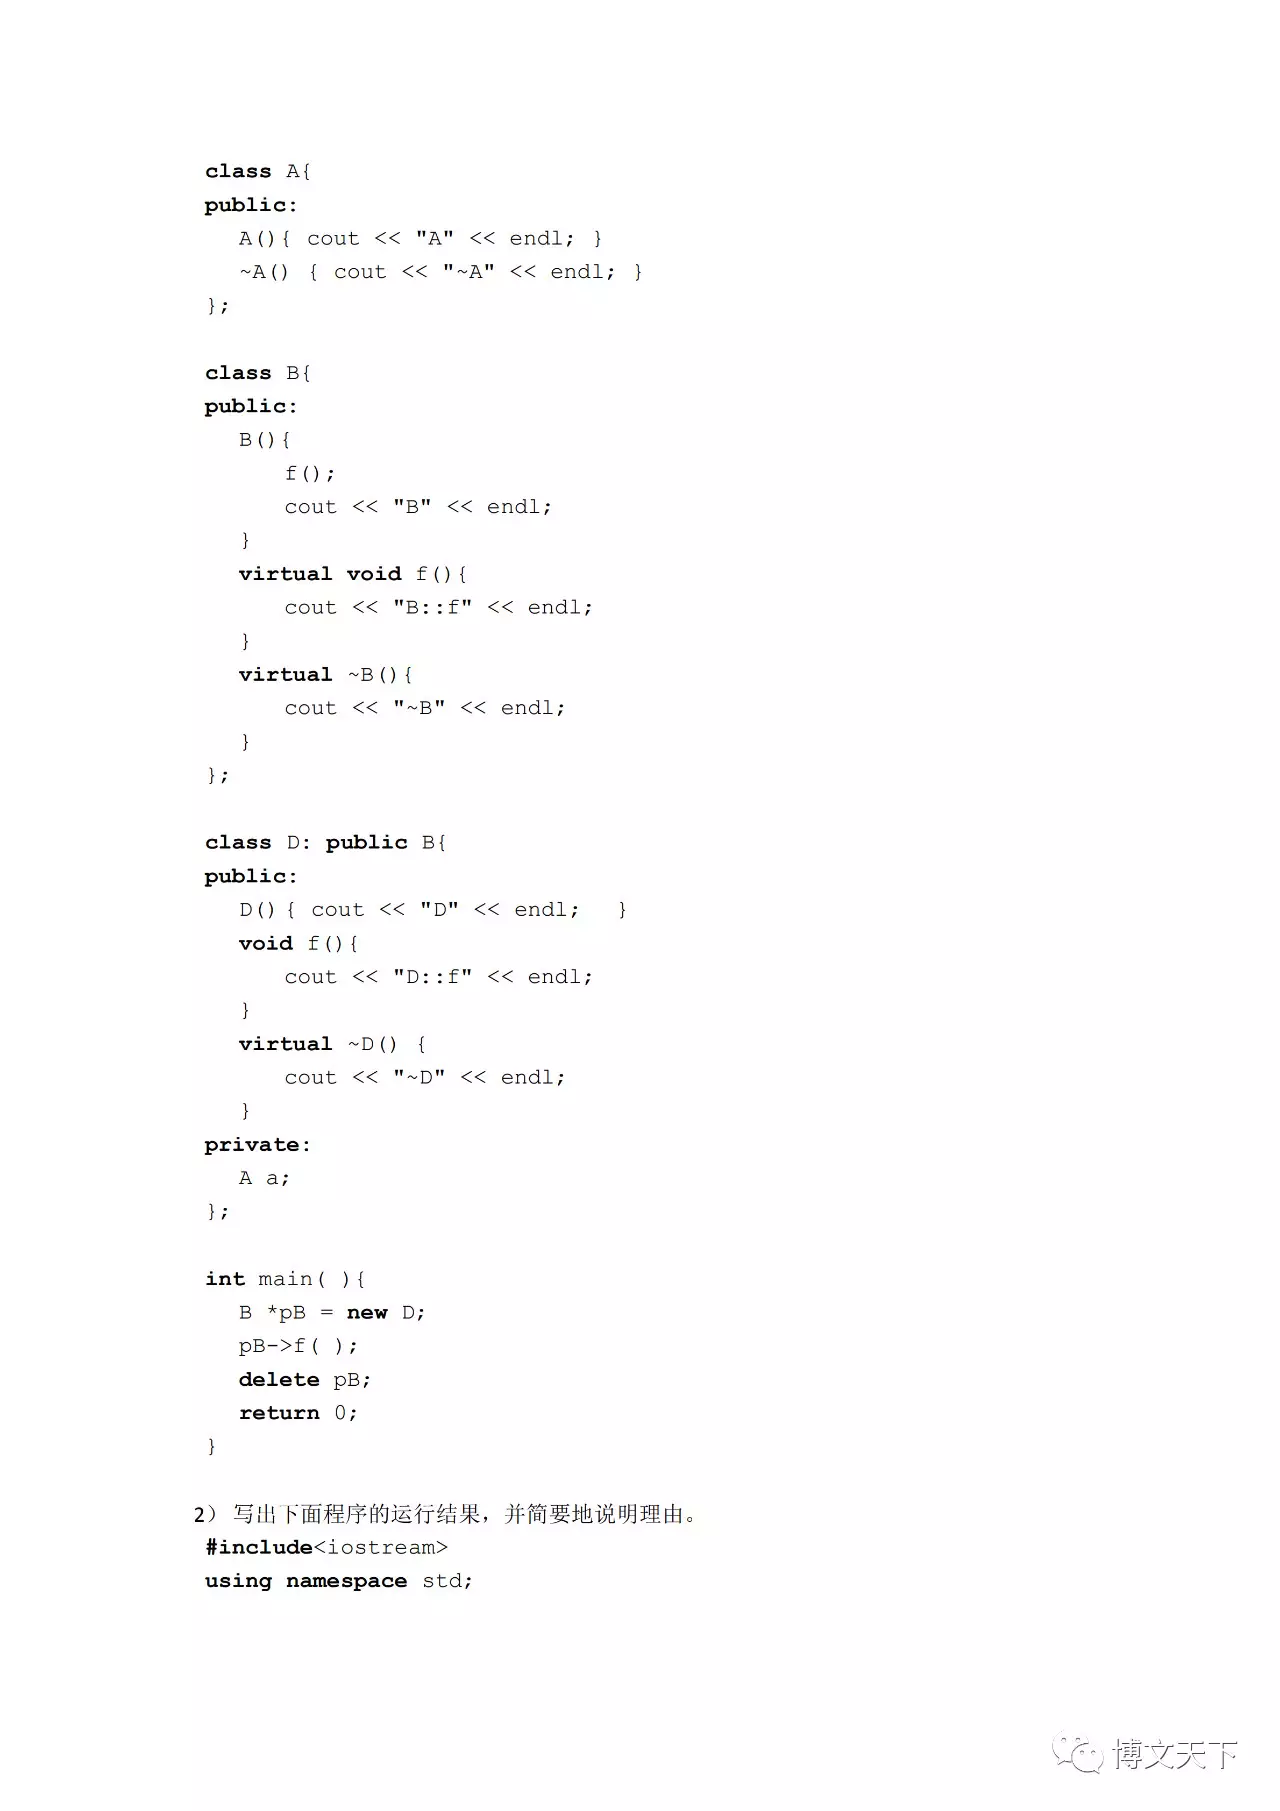 class A{
public:
A(){ cout << "A" << endl; }
~A() { cout << "~A" << endl; }
};
class B{
public:
B(){
f();
cout << "B" << endl;
}
virtual void f(){
cout << "B::f" << endl;
}
virtual ~B(){
cout << "~B" << endl;
}
};
class D: public B{
public:
D(){ cout << "D" << endl; }
void f(){
cout << "D::f" << endl;
}
virtual ~D() {
cout << "~D" << endl;
}
private:
A a;
};
int main( ){
B *pB = new D;
pB->f( );
delete pB;
return 0;
}
2） 写出下面程序的运行结果，并简要地说明理由。
#include<iostream>
using namespace std;
博文天下